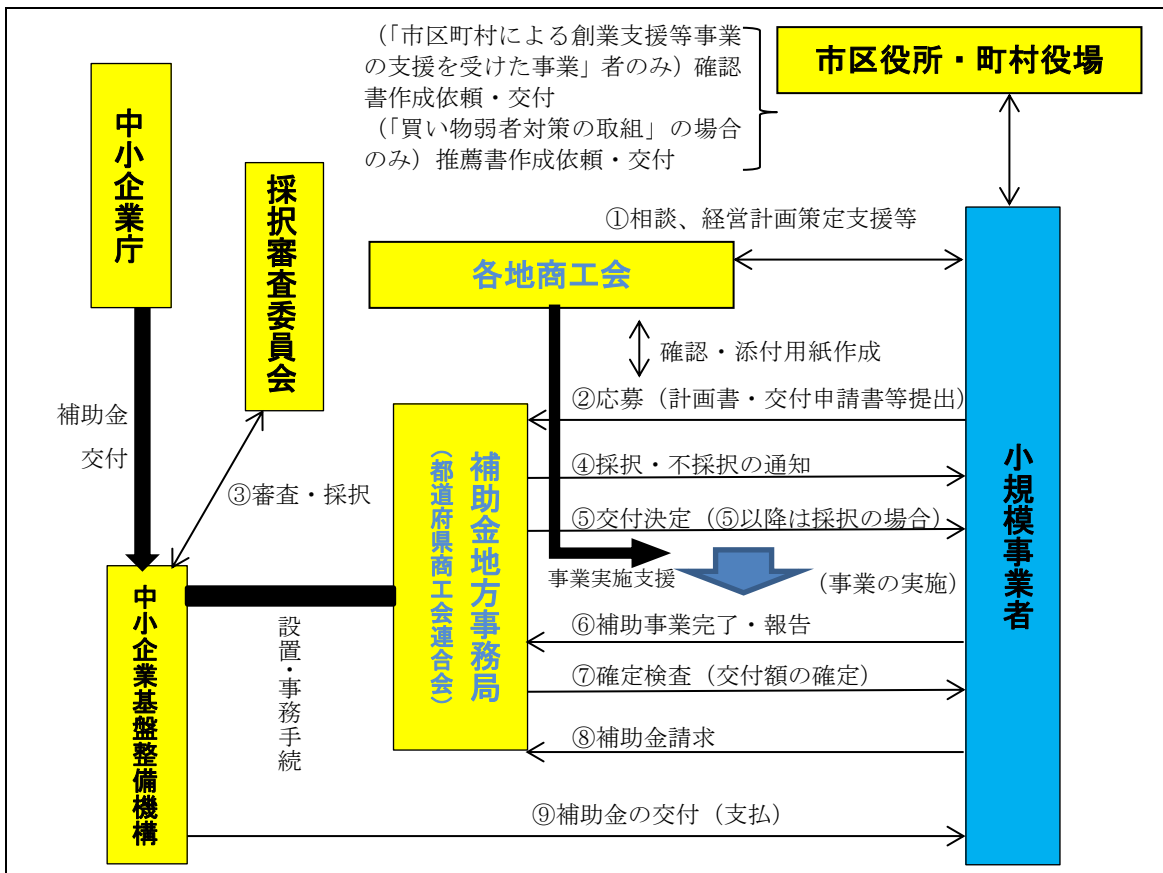 （「市区町村による創業支援等事業
の支援を受けた事業」者のみ）確認
書作成依頼・交付
（「買い物弱者対策の取組」の場合
のみ）推薦書作成依頼・交付
市区役所・町村役場
中小企業庁
採択審査委員会
①相談、経営計画策定支援等
各地商工会
確認・添付用紙作成
補助金
交付
③審査・採択
②応募（計画書・交付申請書等提出）
④採択・不採択の通知
⑤交付決定（⑤以降は採択の場合）
事業実施支援
（事業の実施）
補助金地方事務局
（都道府県商工会連合会）
小規模事業者
中小企業基盤整備機構
設置・事務手続
⑥補助事業完了・報告
⑦確定検査（交付額の確定）
⑧補助金請求
⑨補助金の交付（支払）